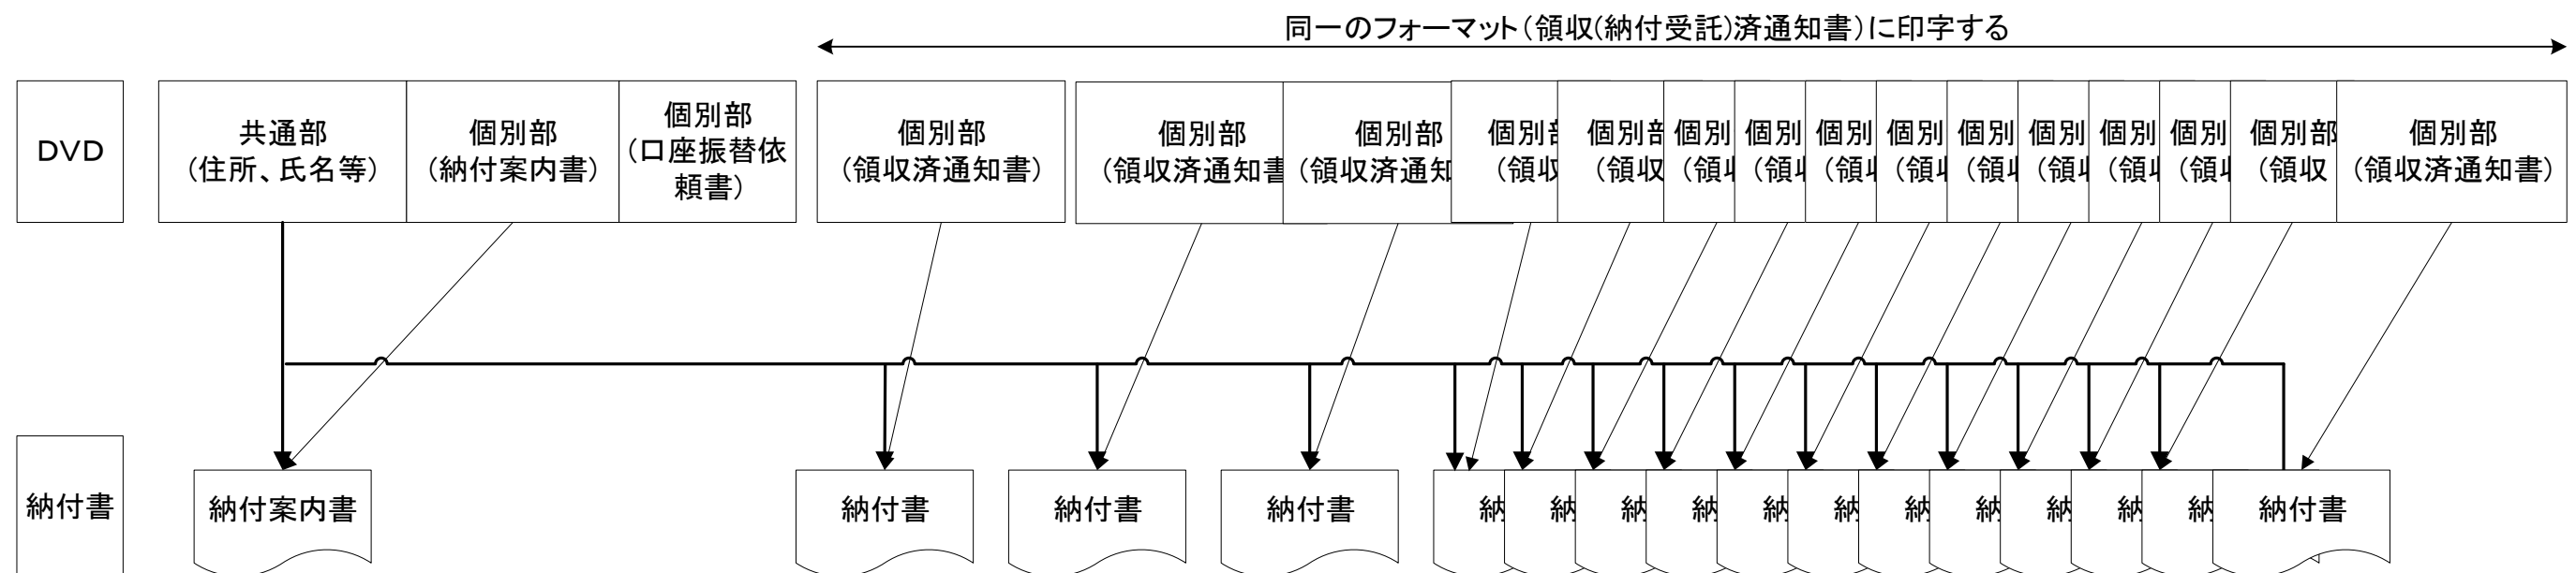 同一のフォーマット(領収(納付受託)済通知書)に印字する
DVD
共通部
(住所、氏名等)
個別部
(納付案内書)
個別部
(口座振替依
頼書)
個別部
(領収済通知書)
個別部
(領収済通知書
個別部
(領収済通知
個別部
(領収
個別部
(領収
個別
(領収
個別
(領収
個別
(領収
個別
(領収
個別
(領収
個別
(領収
個別
(領収
個別
(領収
個別部
(領収
個別部
(領収済通知書)
納付書
納付案内書
納付書
納付書
納付書
納
納
納
納
納
納
納
納
納
納
納
納付書